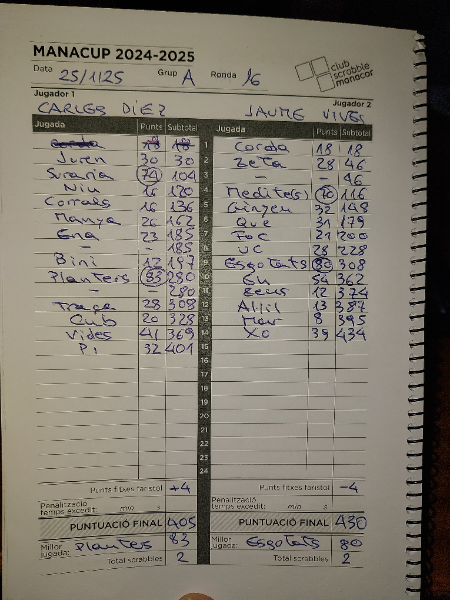 MANACUP 2024-2025
club scrabble manacor
Data 25/1/25 Grup A Ronda 16
Jugador 1 Jugador 2
CARLES DÍEZ JAUME VIVES
Jugada Punts Subtotal Jugada Punts Subtotal
Corda 18 18 1 Corda 18 18
Juren 30 30 2 Zeta 28 46
Suraria 74 104 3 - 46
Niu 16 120 4 Medite(s) 70 116
Corrals 16 136 5 Ginyeu 32 148
Manya 26 162 6 Que 31 179
Ena 23 185 7 Foc 21 200
- 185 8 UC 28 228
Bini 12 197 9 Esgotats 80 308
Planters 83 280 10 54 362
- 280 11 Beus 12 374
Traça 28 308 12 Allil 13 387
Club 20 328 13 8 395
Vides 41 369 14 Xo 39 434
Pi 32 401 15
16
17
18
19
20
21
22
23
24
Punts fitxes faristol +4 Punts fitxes faristol -4
Penalització temps excedit: min s Penalització temps excedit: min s
PUNTUACIÓ FINAL 405 PUNTUACIÓ FINAL 430
Millor jugada: Planters 83 Millor jugada: Esgotats 80
Total scrabbles 2 Total scrabbles 2